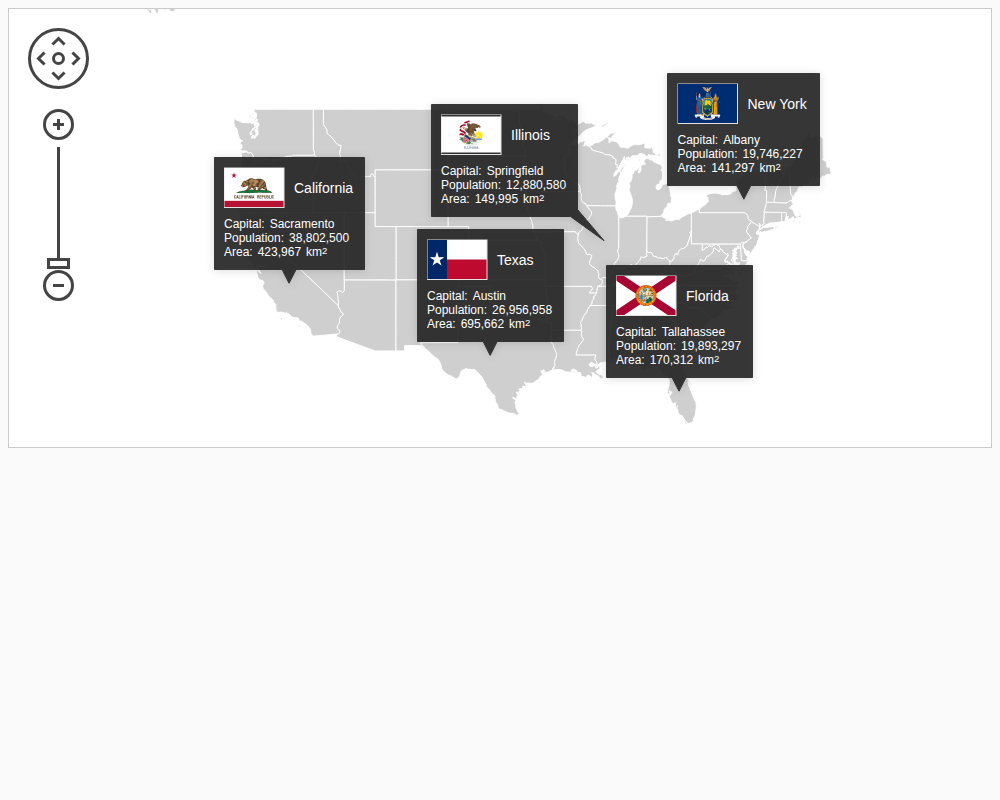 New York
Capital: Albany
Population: 19,746,227
Area: 141,297 km²
Illinois
Capital: Springfield
Population: 12,880,580
Area: 149,995 km²
CALIFORNIA REPUBLIC
California
Capital: Sacramento
Population: 38,802,500
Area: 423,967 km²
Texas
Capital: Austin
Population: 26,956,958
Area: 695,662 km²
Florida
Capital: Tallahassee
Population: 19,893,297
Area: 170,312 km²